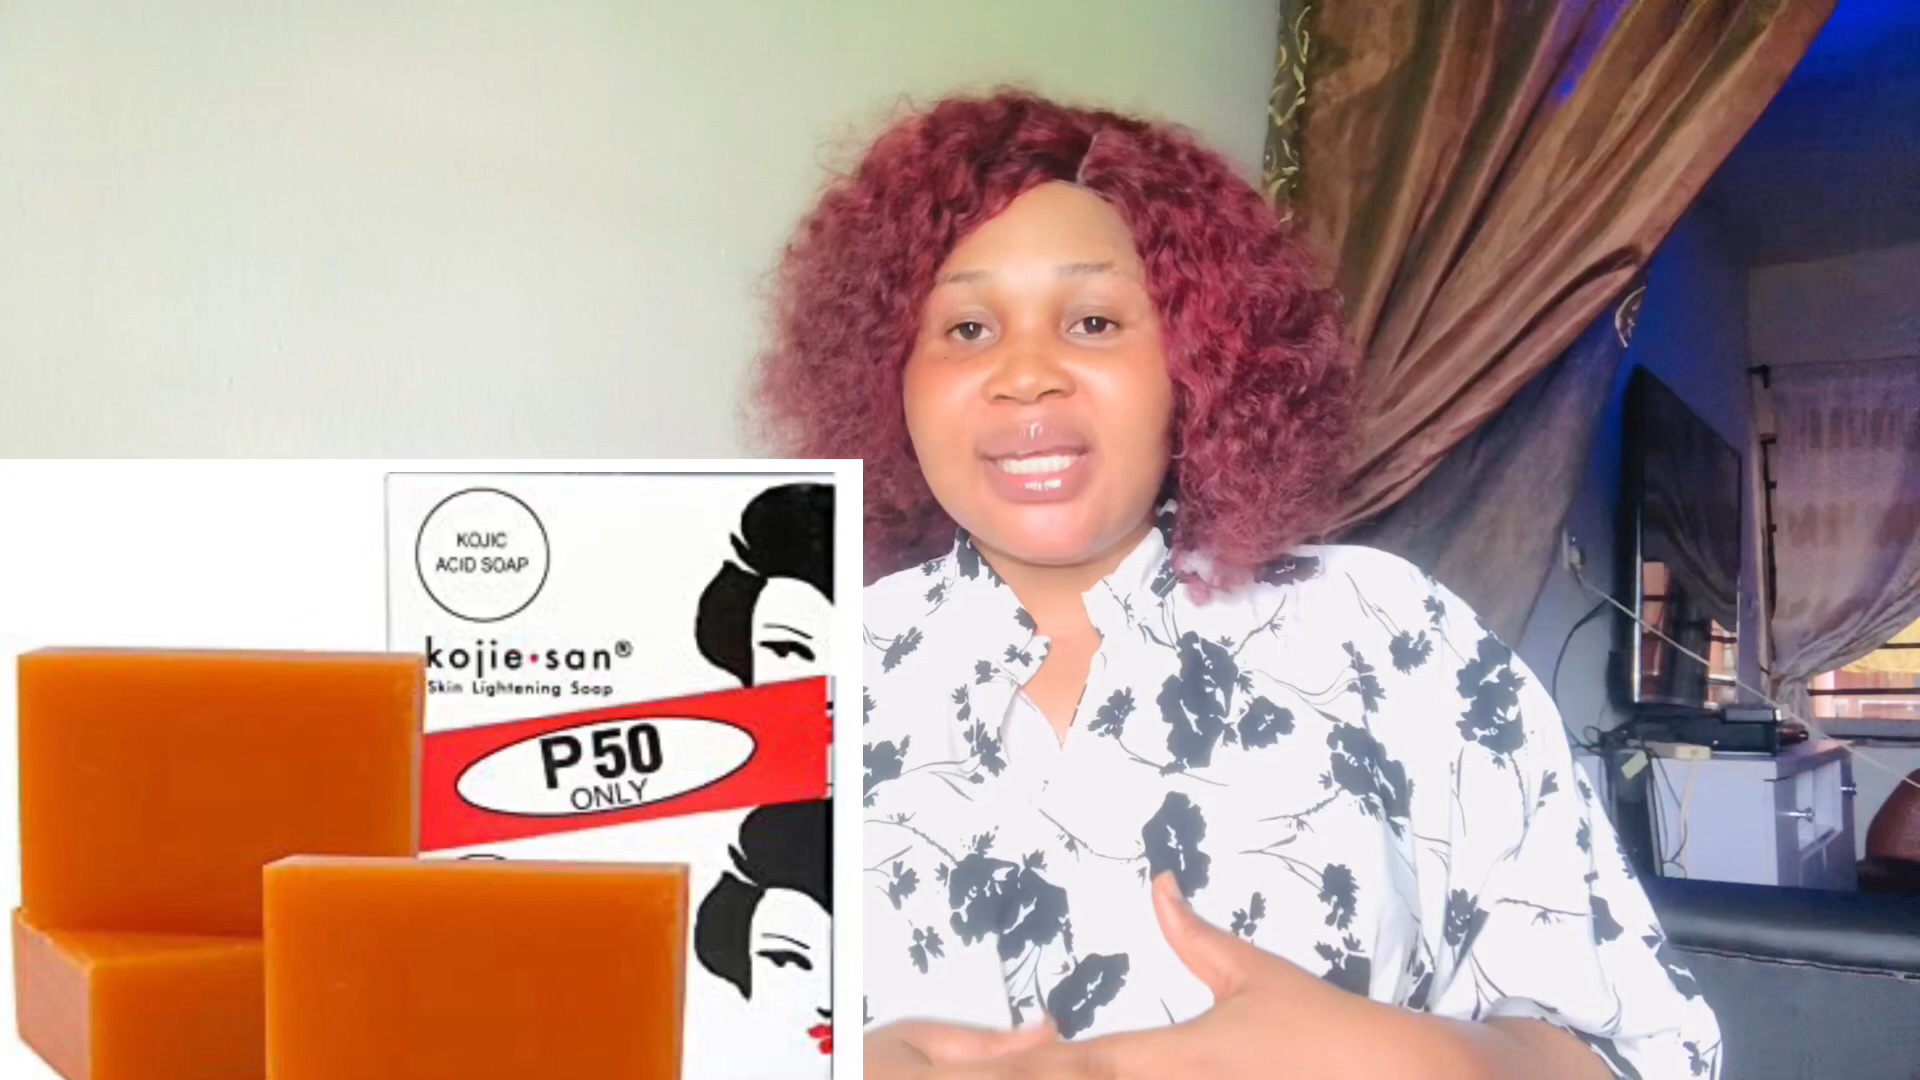 KOJIC
ACID SOAP
kojie•san®
Skin Lightening Soap
P50
ONLY